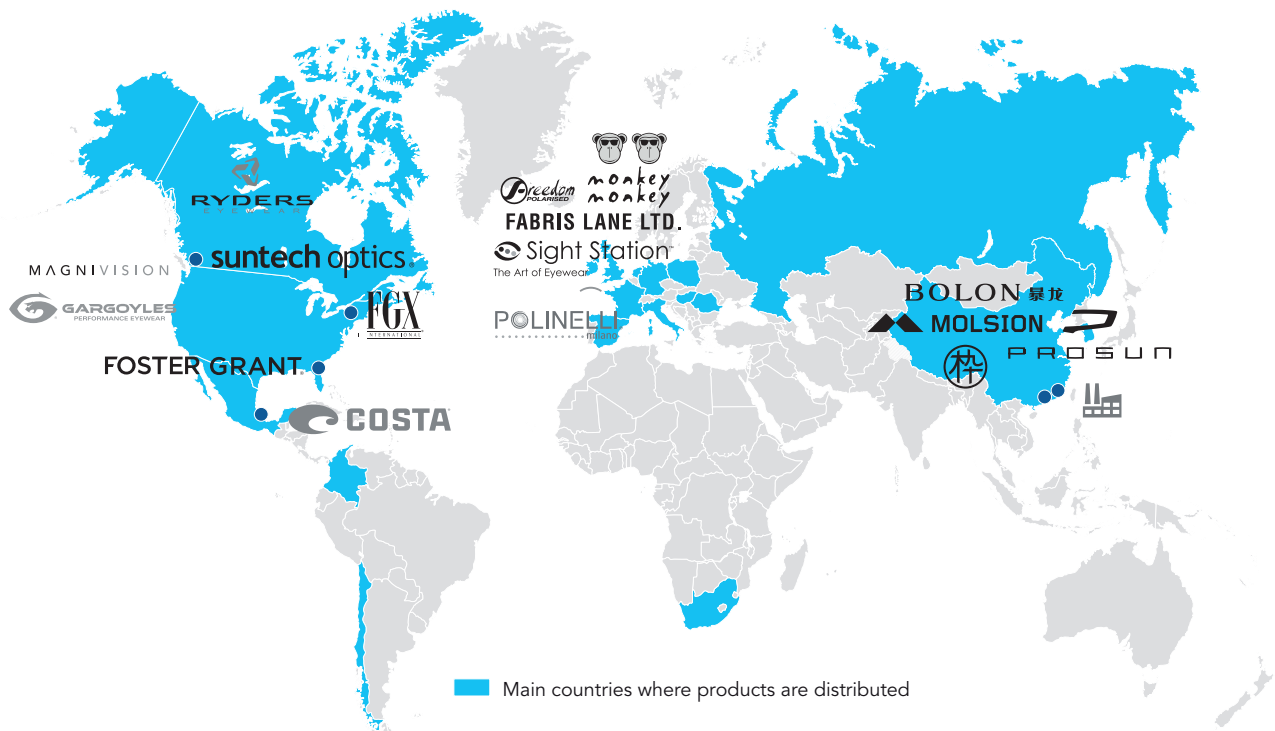 RYDERS
EYEWEAR
suntech optics®
MAGNIVISION
GARGOYLES
PERFORMANCE EYEWEAR
FGX
INTERNATIONAL
FOSTER GRANT
COSTA
monkey
monkey
Freedom
POLARISED
FABRIS LANE LTD.
Sight Station
The Art of Eyewear
POLINELLI
milano
BOLON 暴龙
MOLSION
PROSUN
枠
Main countries where products are distributed